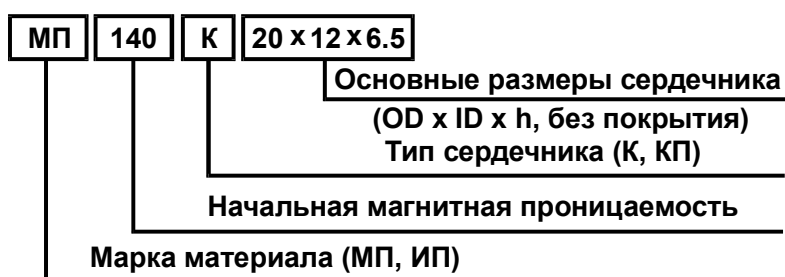 МП 140 К 20 x 12 x 6.5
Основные размеры сердечника
(OD x ID x h, без покрытия)
Тип сердечника (К, КП)
Начальная магнитная проницаемость
Марка материала (МП, ИП)